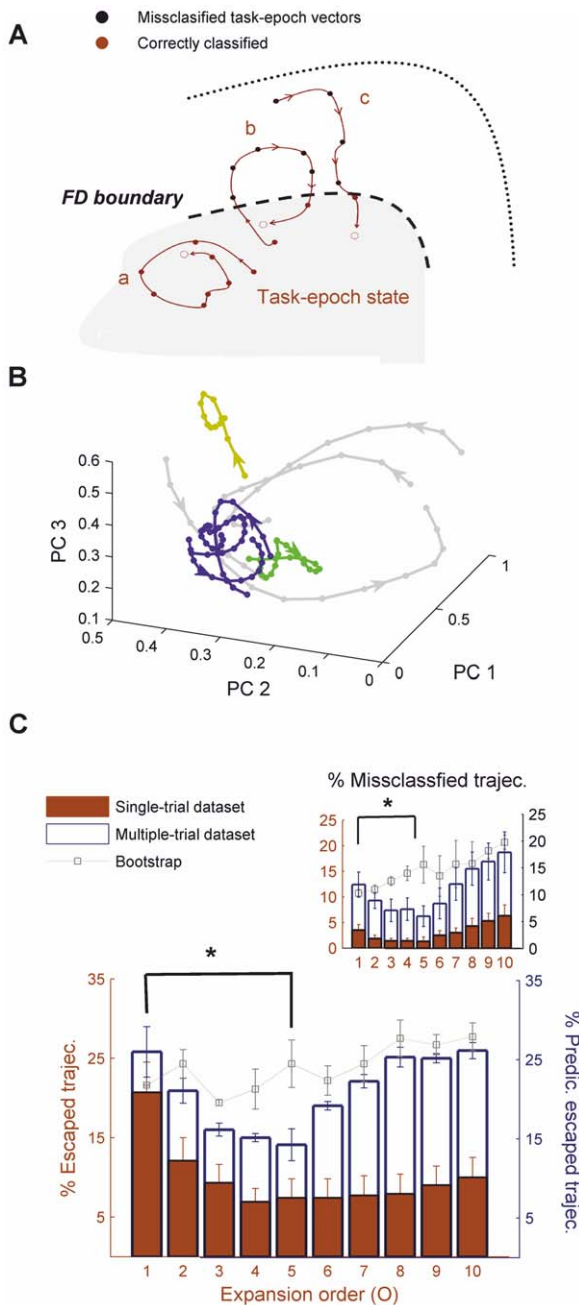 A
Missclasified task-epoch vectors
Correctly classified
c
b
FD boundary
a
Task-epoch state
B
0.6
0.5
0.4
0.3
0.2
0.1
PC 3
0.5
0.4
0.3
0.2
0.1
0
PC 2
0
0.5
1
PC 1
C
% Missclassfied trajec.
Single-trial dataset
Multiple-trial dataset
Bootstrap
*
25
20
15
10
5
0
25
20
15
10
5
0
1 2 3 4 5 6 7 8 9 10
*
35
25
15
5
% Escaped trajec.
35
25
15
5
% Predic. escaped trajec.
1 2 3 4 5 6 7 8 9 10
Expansion order (O)